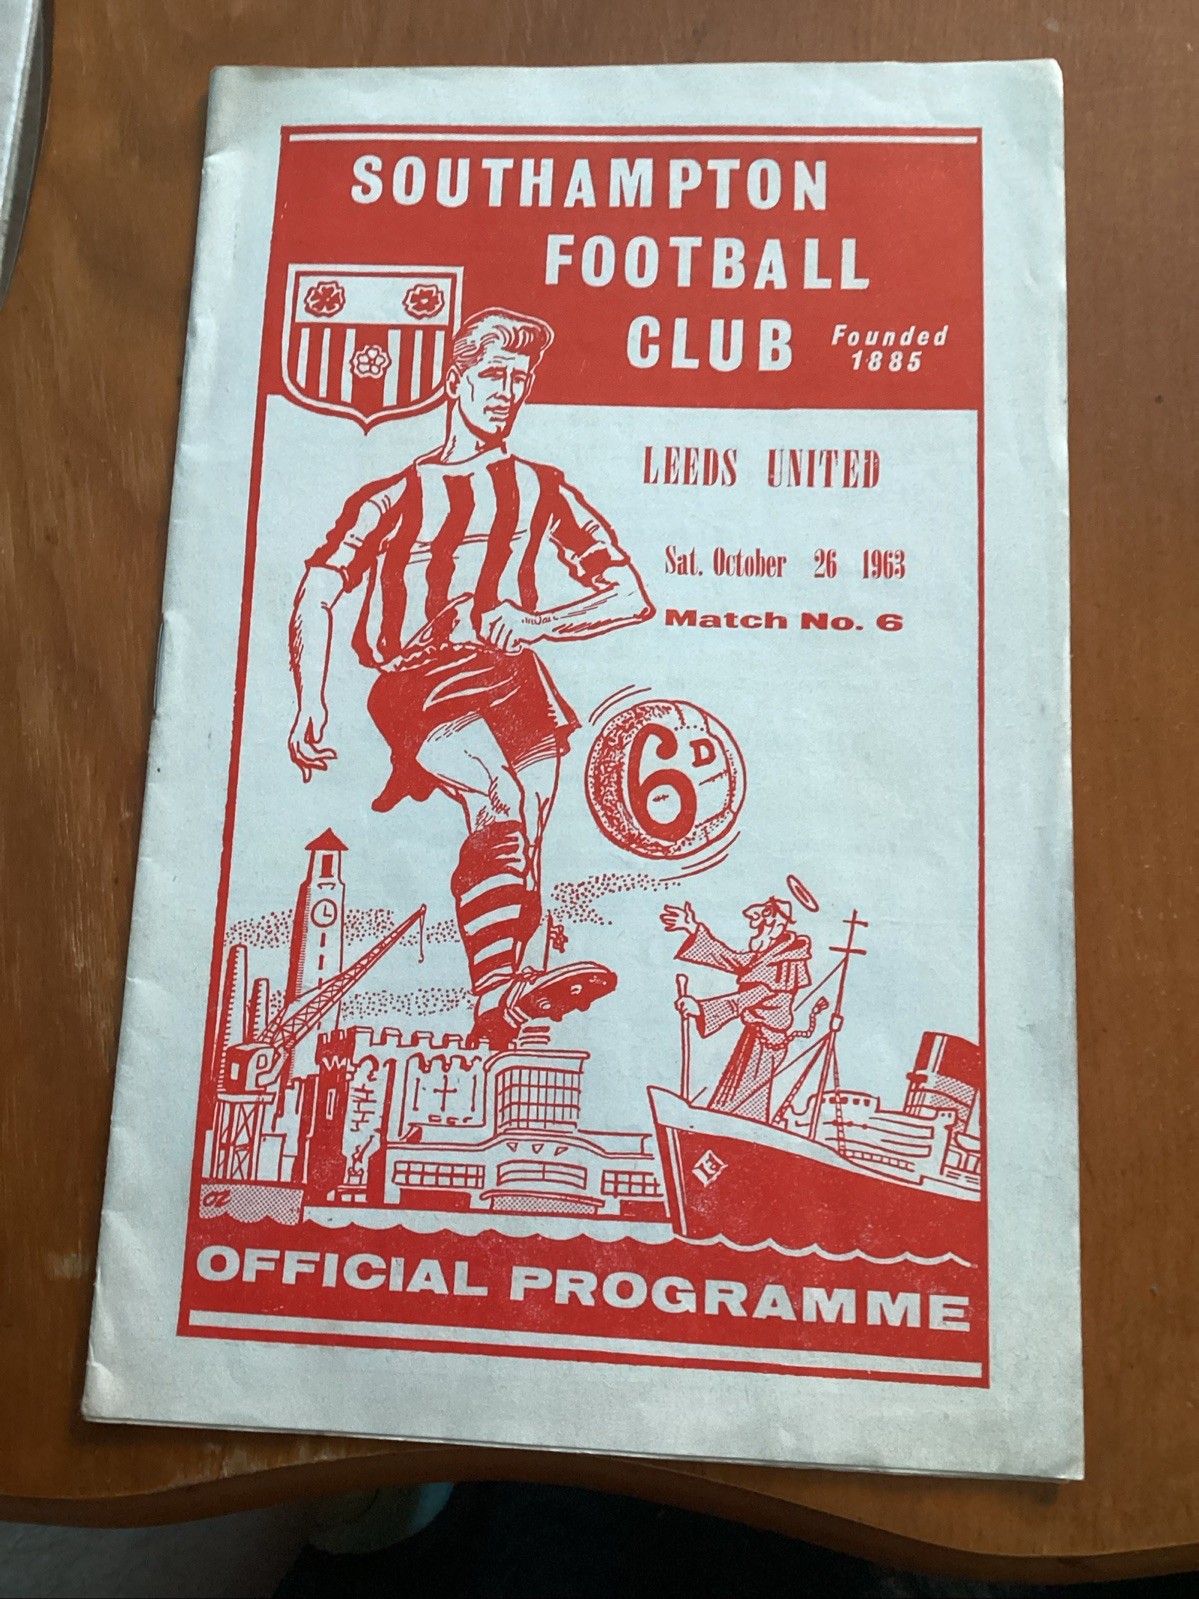 SOUTHAMPTON
FOOTBALL
CLUB
Founded
1885
LEEDS UNITED
Sat. October 26 1963
Match No. 6
6D
OFFICIAL PROGRAMME